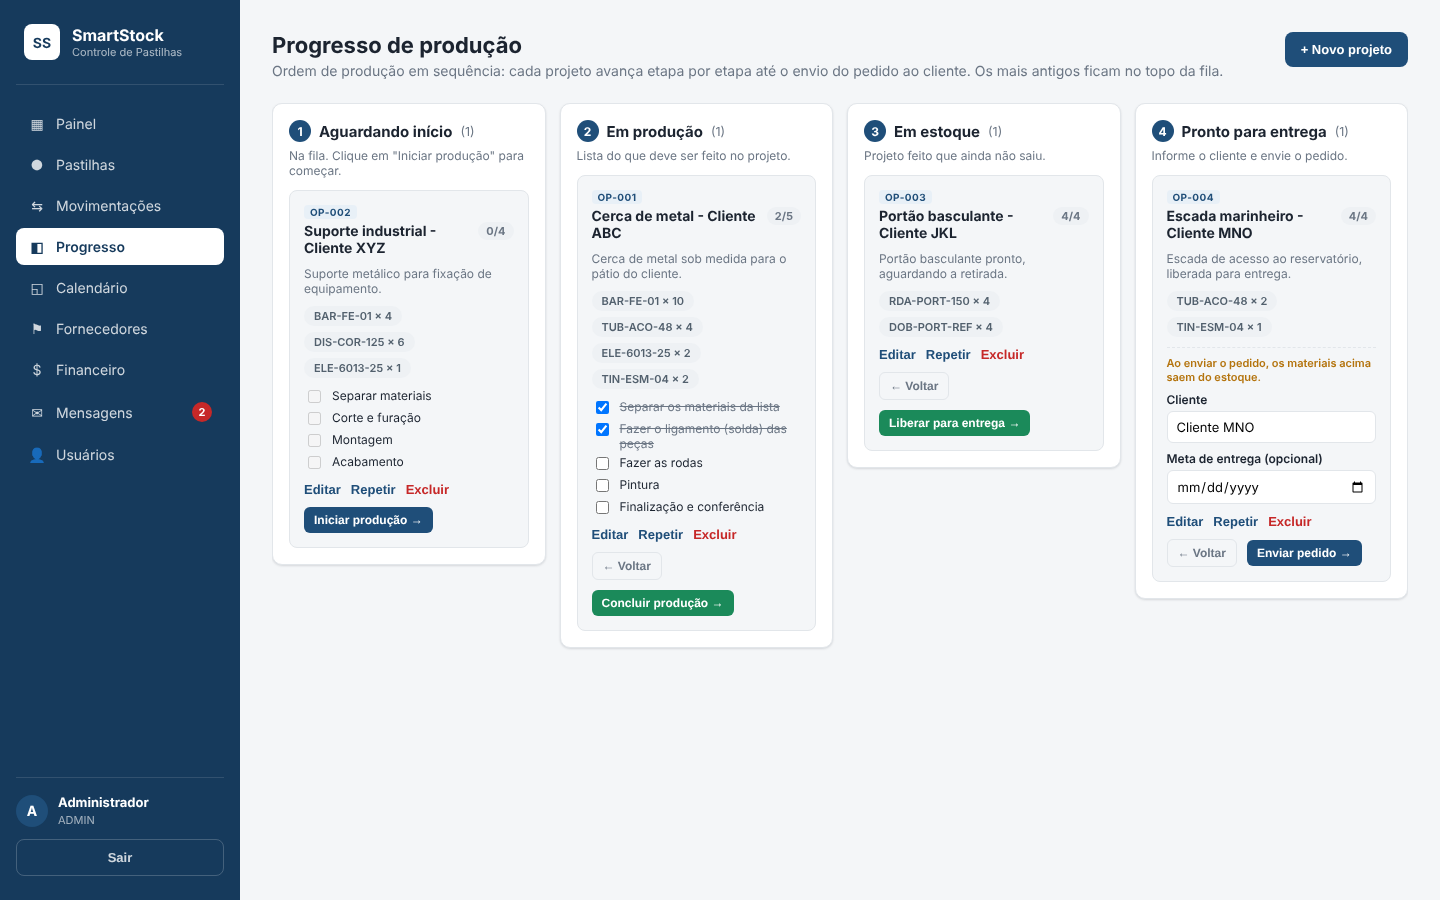 SS
SmartStock
Controle de Pastilhas
Painel
Pastilhas
Movimentações
Progresso
Calendário
Fornecedores
$ Financeiro
Mensagens 2
Usuários
A
Administrador
ADMIN
Sair
Progresso de produção
Ordem de produção em sequência: cada projeto avança etapa por etapa até o envio do pedido ao cliente. Os mais antigos ficam no topo da fila.
+ Novo projeto
1 Aguardando início (1)
Na fila. Clique em "Iniciar produção" para
começar.
OP-002
Suporte industrial - 0/4
Cliente XYZ
Suporte metálico para fixação de
equipamento.
BAR-FE-01 × 4
DIS-COR-125 × 6
ELE-6013-25 × 1
Separar materiais
Corte e furação
Montagem
Acabamento
Editar Repetir Excluir
Iniciar produção →
2 Em produção (1)
Lista do que deve ser feito no projeto.
OP-001
Cerca de metal - Cliente 2/5
ABC
Cerca de metal sob medida para o
pátio do cliente.
BAR-FE-01 × 10
TUB-ACO-48 × 4
ELE-6013-25 × 2
TIN-ESM-04 × 2
Separar os materiais da lista
Fazer o ligamento (solda) das
peças
Fazer as rodas
Pintura
Finalização e conferência
Editar Repetir Excluir
← Voltar
Concluir produção →
3 Em estoque (1)
Projeto feito que ainda não saiu.
OP-003
Portão basculante - 4/4
Cliente JKL
Portão basculante pronto,
aguardando a retirada.
RDA-PORT-150 × 4
DOB-PORT-REF × 4
Editar Repetir Excluir
← Voltar
Liberar para entrega →
4 Pronto para entrega (1)
Informe o cliente e envie o pedido.
OP-004
Escada marinheiro - 4/4
Cliente MNO
Escada de acesso ao reservatório,
liberada para entrega.
TUB-ACO-48 × 2
TIN-ESM-04 × 1
Ao enviar o pedido, os materiais acima
saem do estoque.
Cliente
Cliente MNO
Meta de entrega (opcional)
mm/dd/yyyy
Editar Repetir Excluir
← Voltar Enviar pedido →